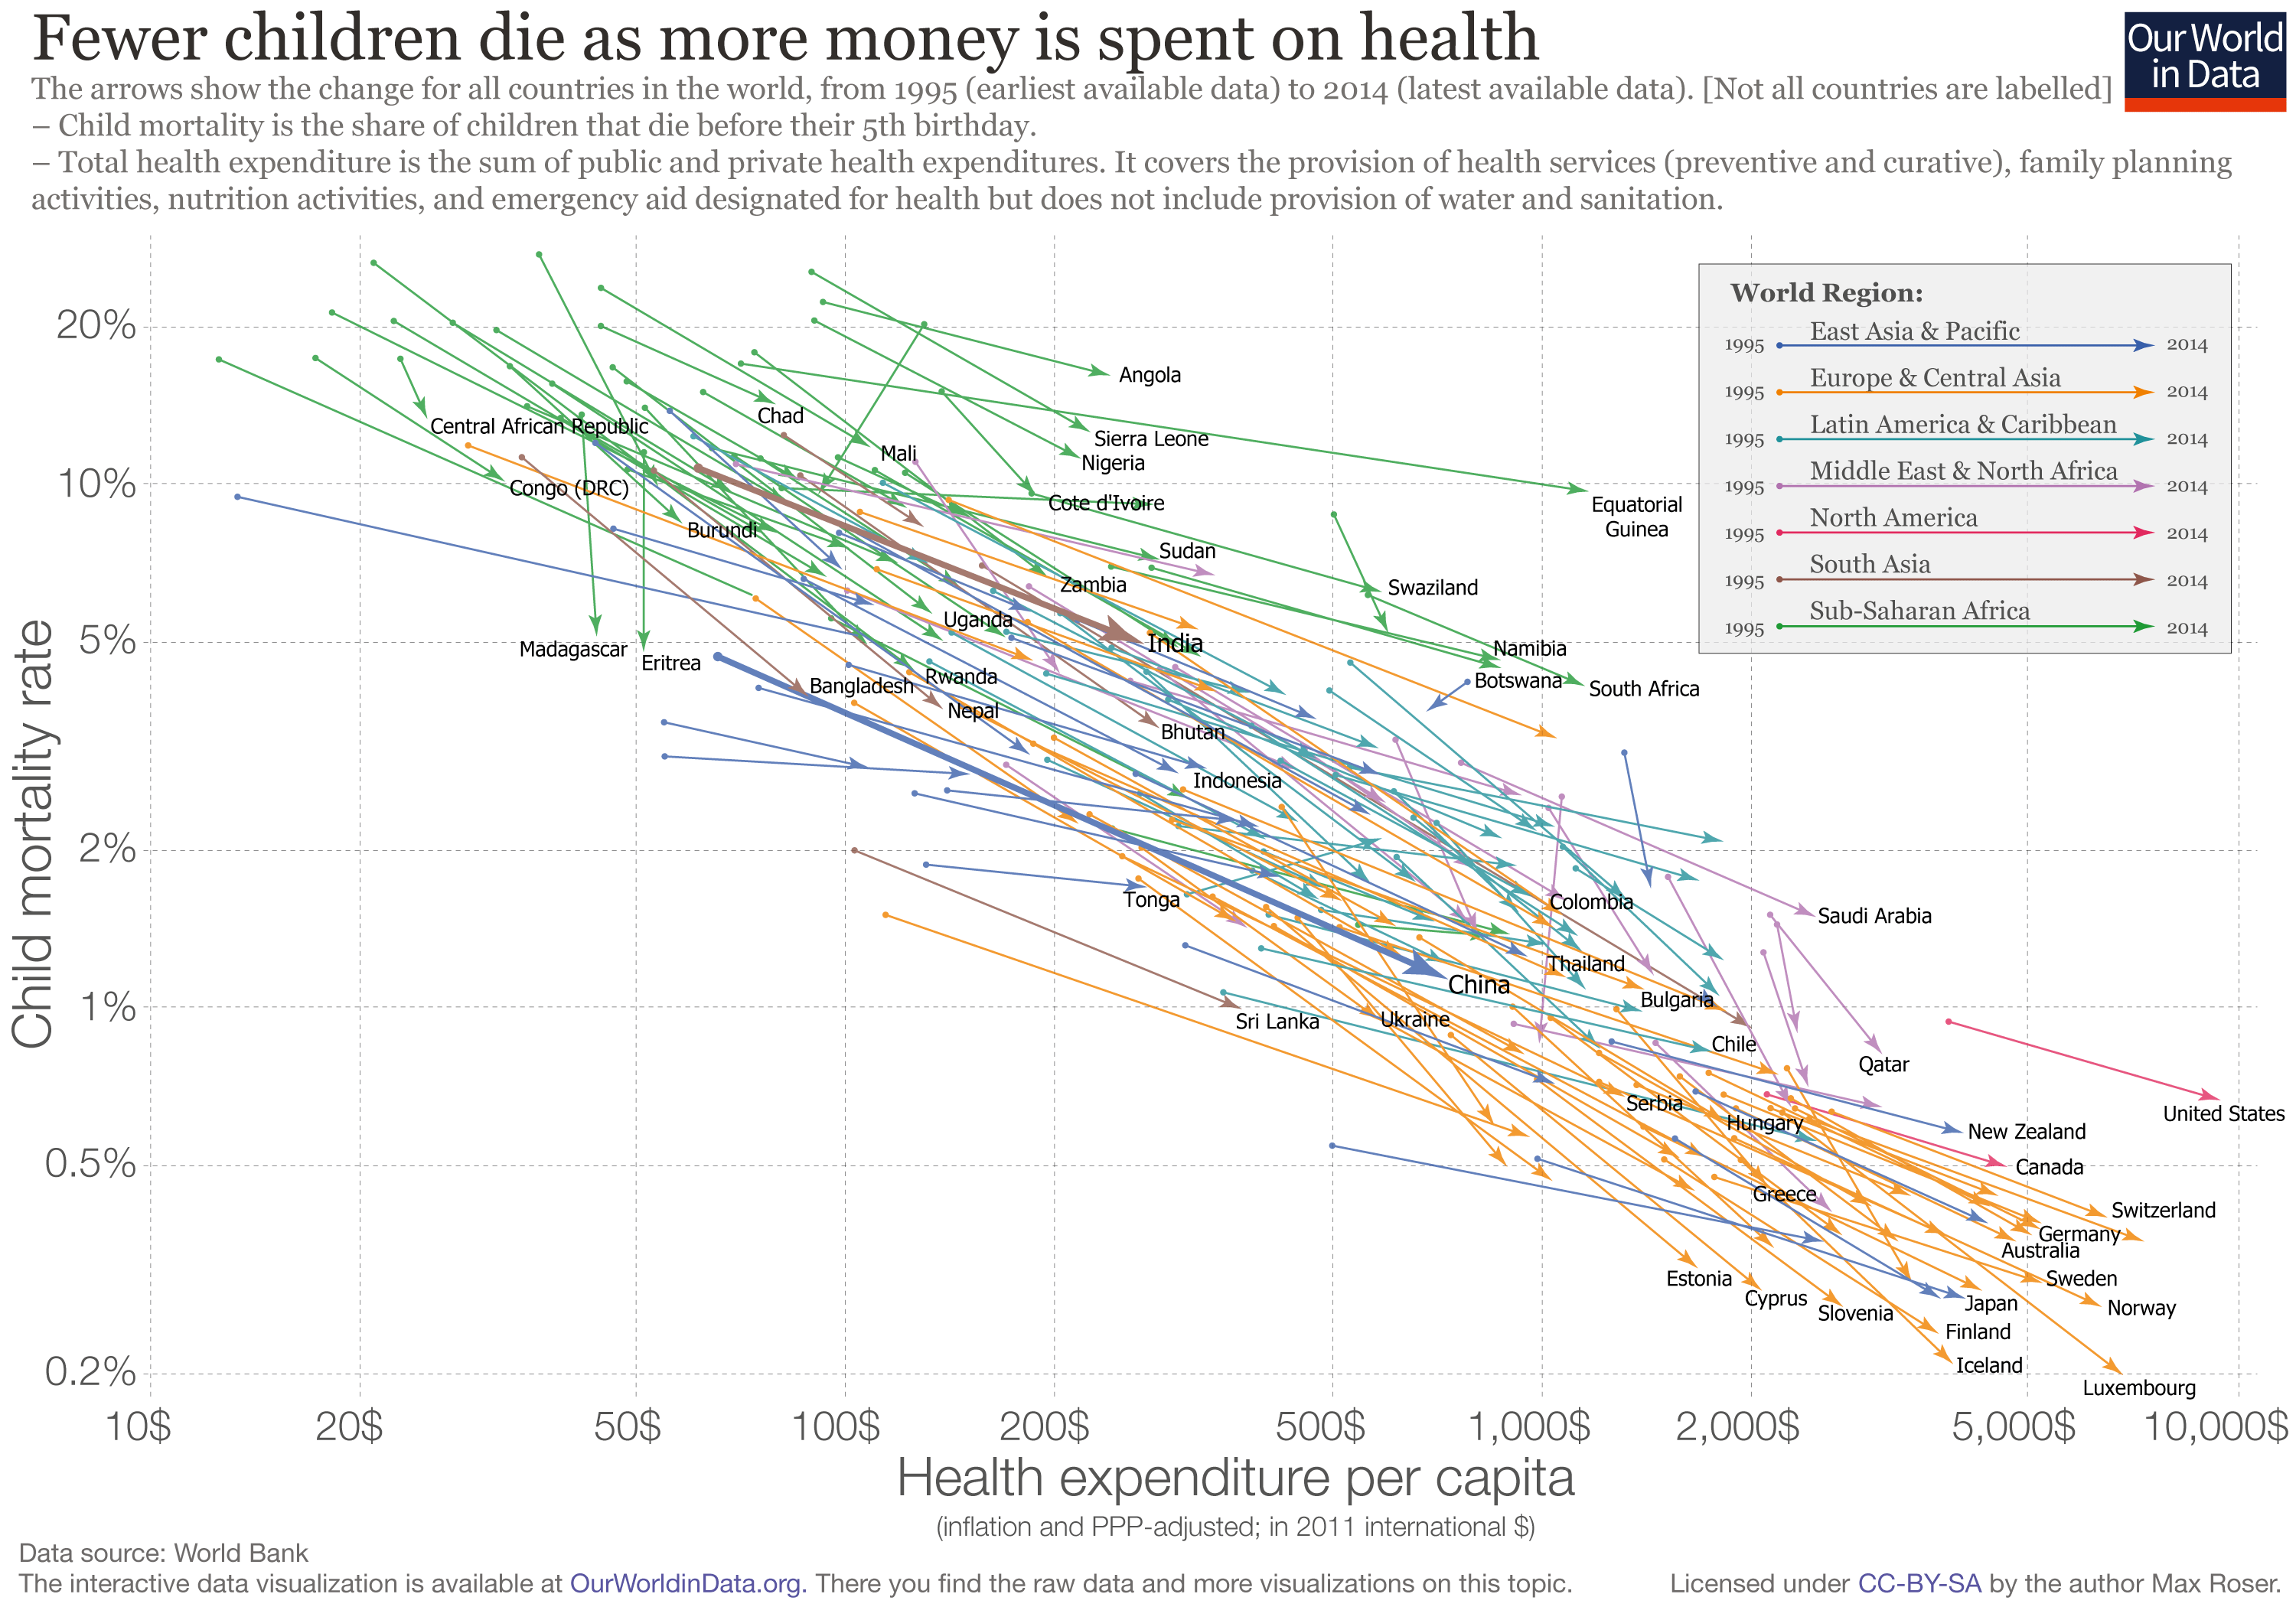 Fewer children die as more money is spent on health
Our World
in Data
The arrows show the change for all countries in the world, from 1995 (earliest available data) to 2014 (latest available data). [Not all countries are labelled]
– Child mortality is the share of children that die before their 5th birthday.
– Total health expenditure is the sum of public and private health expenditures. It covers the provision of health services (preventive and curative), family planning
activities, nutrition activities, and emergency aid designated for health but does not include provision of water and sanitation.
World Region:
East Asia & Pacific
1995 2014
Europe & Central Asia
1995 2014
Latin America & Caribbean
1995 2014
Middle East & North Africa
1995 2014
North America
1995 2014
South Asia
1995 2014
Sub-Saharan Africa
1995 2014
Child mortality rate
20%
10%
5%
2%
1%
0.5%
0.2%
Angola
Chad
Central African Republic
Sierra Leone
Mali
Nigeria
Congo (DRC)
Cote d'Ivoire
Equatorial
Guinea
Burundi
Sudan
Zambia
Swaziland
Uganda
India
Madagascar
Namibia
Eritrea
Rwanda
Botswana
Bangladesh
South Africa
Nepal
Bhutan
Indonesia
Tonga
Colombia
Saudi Arabia
Thailand
China
Bulgaria
Sri Lanka
Ukraine
Chile
Qatar
Serbia
United States
Hungary
New Zealand
Canada
Greece
Switzerland
Germany
Australia
Estonia
Sweden
Cyprus
Japan
Norway
Slovenia
Finland
Iceland
Luxembourg
10$ 20$ 50$ 100$ 200$ 500$ 1,000$ 2,000$ 5,000$ 10,000$
Health expenditure per capita
(inflation and PPP-adjusted; in 2011 international $)
Data source: World Bank
The interactive data visualization is available at OurWorldinData.org. There you find the raw data and more visualizations on this topic.
Licensed under CC-BY-SA by the author Max Roser.